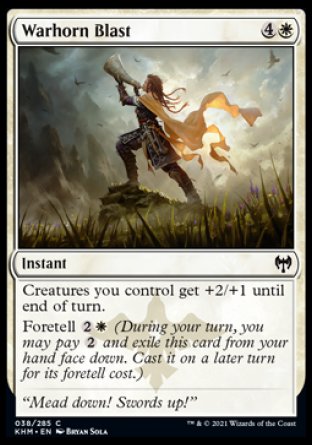 Warhorn Blast 4
Instant
Creatures you control get +2/+1 until
end of turn.
Foretell 2 (During your turn, you
may pay 2 and exile this card from your
hand face down. Cast it on a later turn
for its foretell cost.)
"Mead down! Swords up!"
038/285 C
KHM • EN Bryan Sola
™ & © 2021 Wizards of the Coast